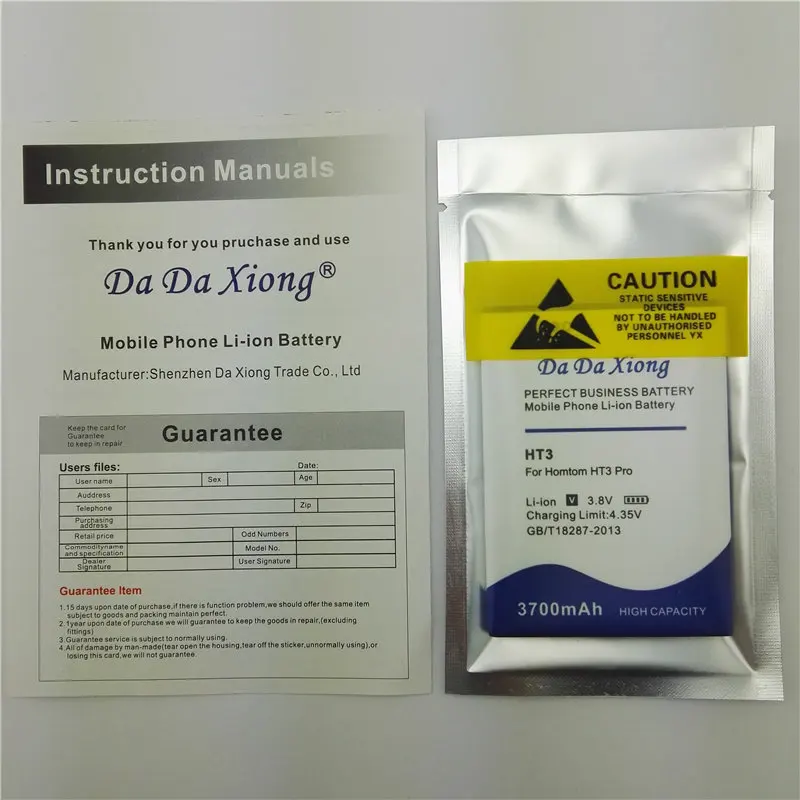 Instruction Manuals
Thank you for you pruchase and use
Da Da Xiong®
Mobile Phone Li-ion Battery
Manufacturer:Shenzhen Da Xiong Trade Co., Ltd
Keep the card for
Guarantee
to keep in repair
Guarantee
Users files:
Date:
User name
Sex
Age
Auddress
Telephone
Zip
Purchasing
address
Retail price
Odd Numbers
Commodityname
and specification
Model No.
Dealer
Signature
User Signature
Guarantee Item
1.15 days upon date of purchase,if there is function problem,we should offer the same item
subject to goods and packing maintain perfect.
2.1year upon date of purchase we will guarantee to keep the goods in repair,(excluding
fittings)
3.Guarantee service is subject to normally using.
4.All of damage by man-made(tear open the housing,tear off the sticker,unnormally using),or
losing this card,we will not guarantee.
CAUTION
STATIC SENSITIVE
DEVICES
NOT TO BE HANDLED
BY UNAUTHORISED
PERSONNEL YX
Da Da Xiong
PERFECT BUSINESS BATTERY
Mobile Phone Li-ion Battery
HT3
For Homtom HT3 Pro
Li-ion V 3.8V
Charging Limit:4.35V
GB/T18287-2013
3700mAh HIGH CAPACITY